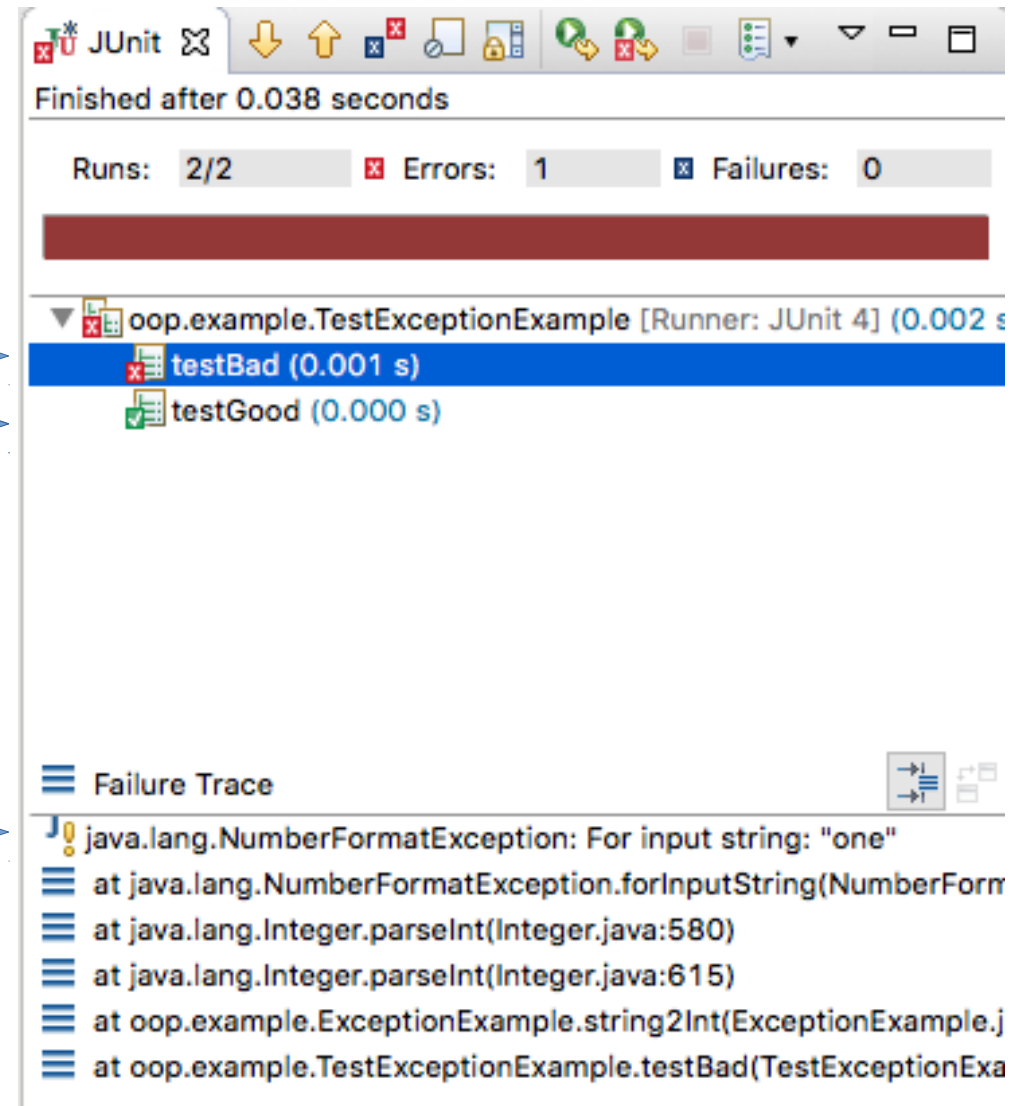 JUnit
Finished after 0.038 seconds
Runs: 2/2 Errors: 1 Failures: 0
oop.example.TestExceptionExample [Runner: JUnit 4] (0.002 s
testBad (0.001 s)
testGood (0.000 s)
Failure Trace
java.lang.NumberFormatException: For input string: "one"
at java.lang.NumberFormatException.forInputString(NumberForm
at java.lang.Integer.parseInt(Integer.java:580)
at java.lang.Integer.parseInt(Integer.java:615)
at oop.example.ExceptionExample.string2Int(ExceptionExample.j
at oop.example.TestExceptionExample.testBad(TestExceptionExa